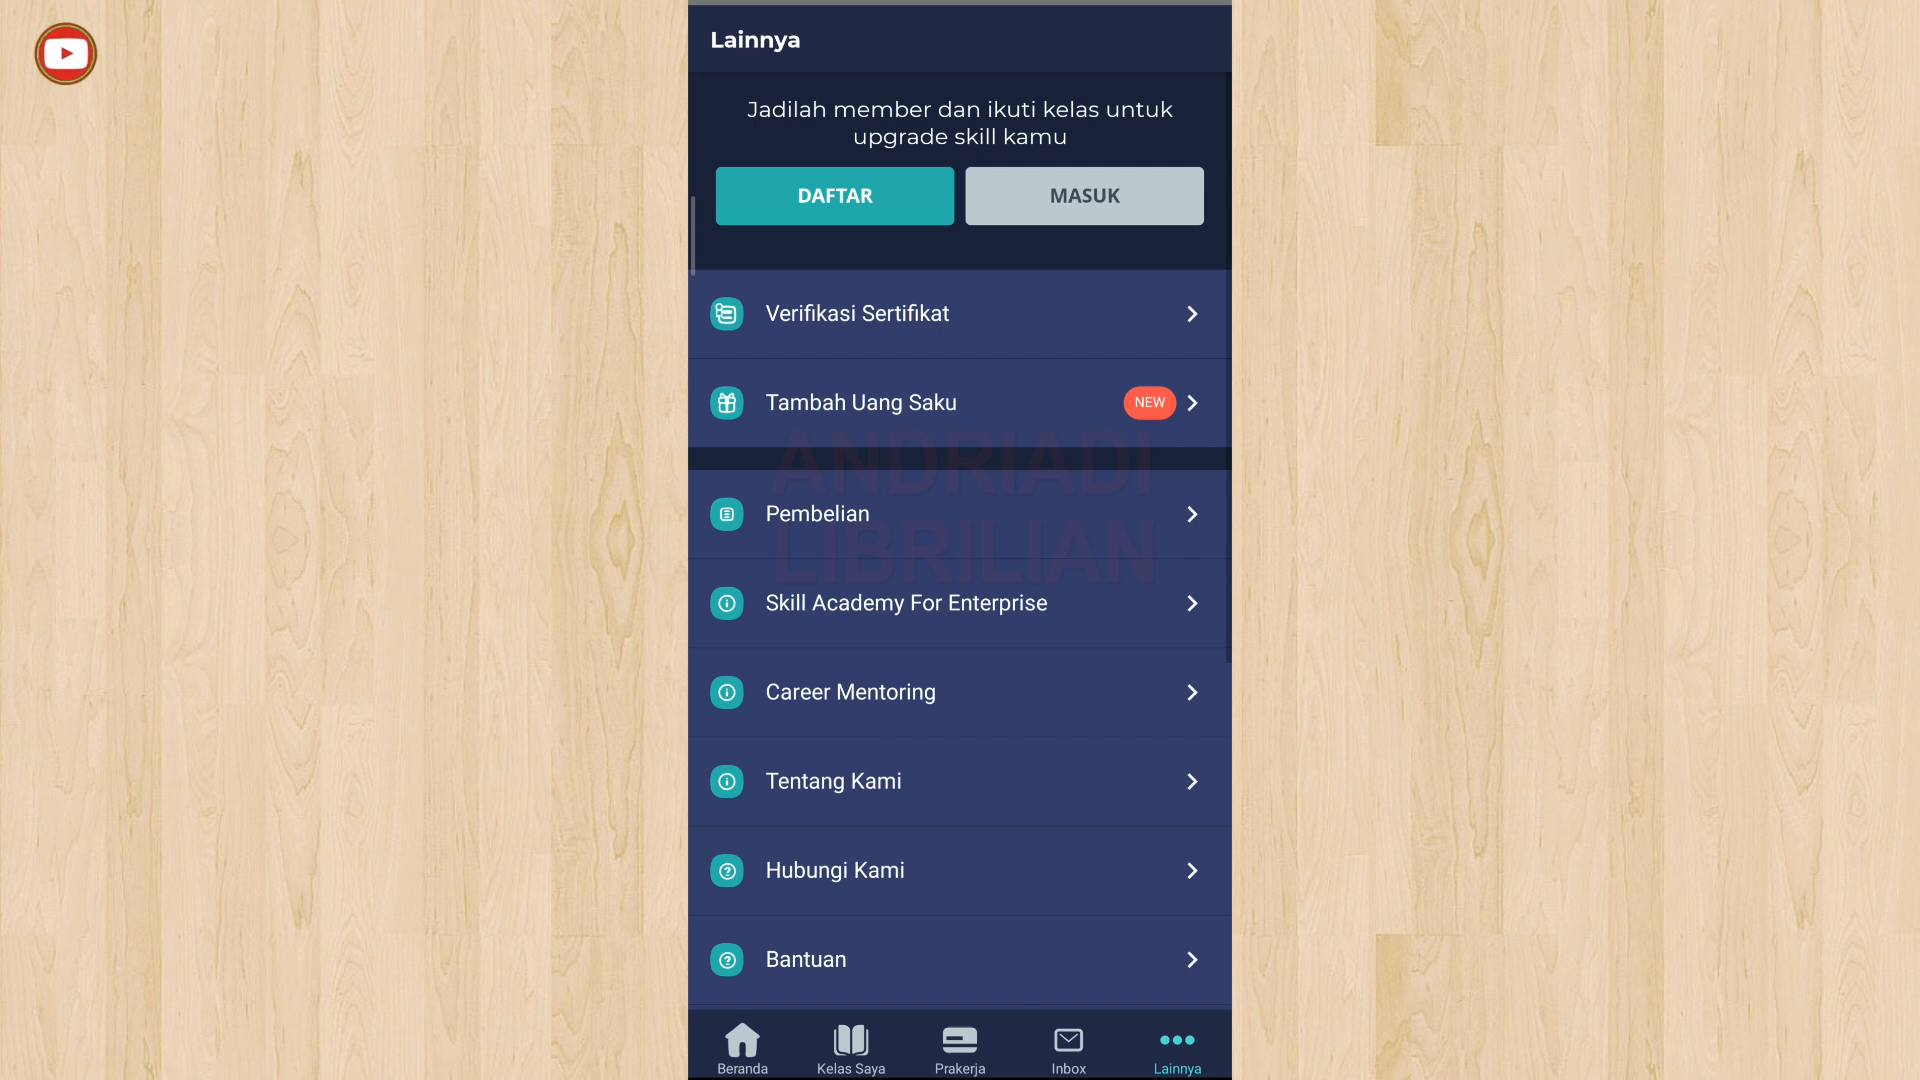 Lainnya
Jadilah member dan ikuti kelas untuk
upgrade skill kamu
DAFTAR
MASUK
Verifikasi Sertifikat
Tambah Uang Saku
NEW
ANDRIADI
LIBRILIAN
Pembelian
Skill Academy For Enterprise
Career Mentoring
Tentang Kami
Hubungi Kami
Bantuan
Beranda
Kelas Saya
Prakerja
Inbox
Lainnya